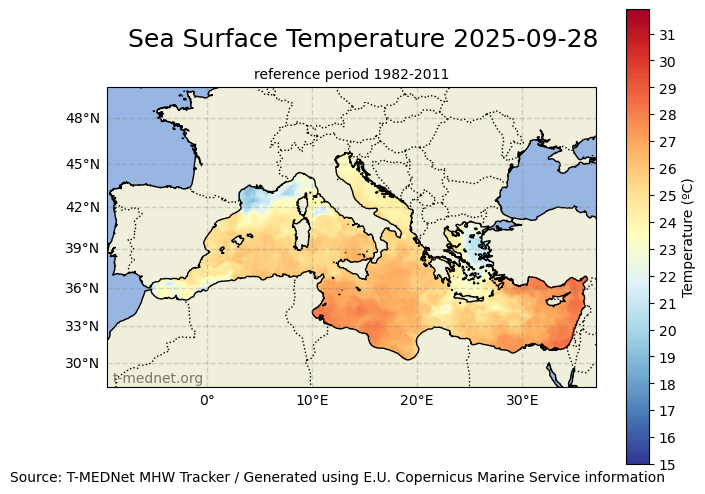 Sea Surface Temperature 2025-09-28
reference period 1982-2011
48°N
45°N
42°N
39°N
36°N
33°N
30°N
0°
10°E
20°E
30°E
t-mednet.org
31
30
29
28
27
26
25
24
23
22
21
20
19
18
17
16
15
Temperature (ºC)
Source: T-MEDNet MHW Tracker / Generated using E.U. Copernicus Marine Service information